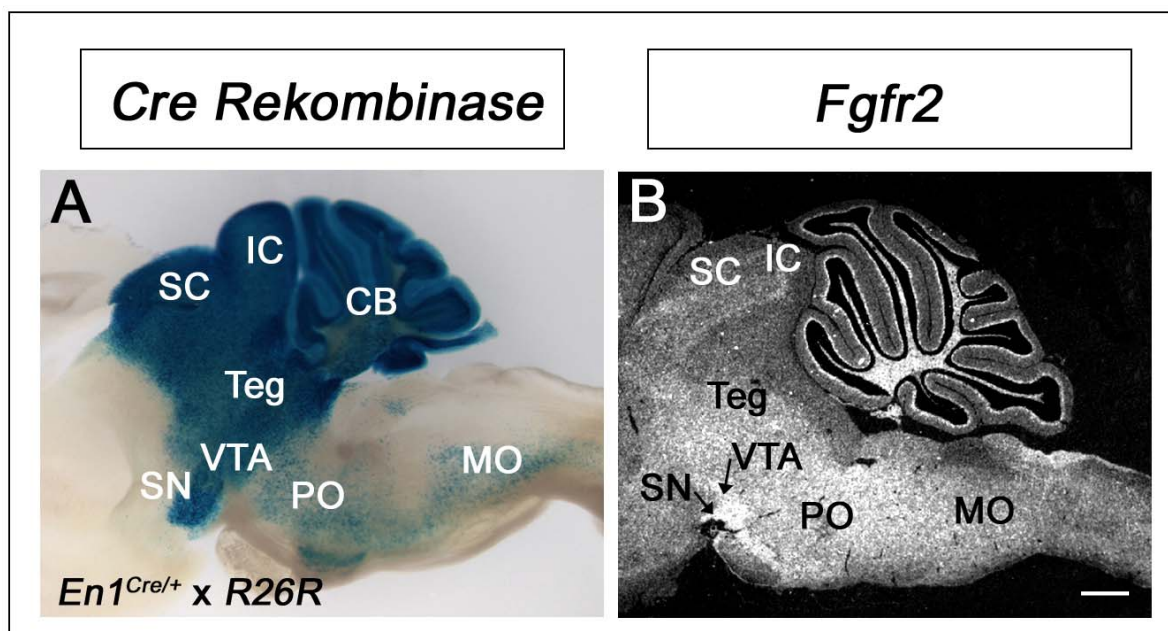 Cre Rekombinase
Fgfr2
A
IC
SC
CB
Teg
VTA
SN
PO
MO
En1Cre/+ x R26R
B
SC
IC
Teg
VTA
SN
PO
MO